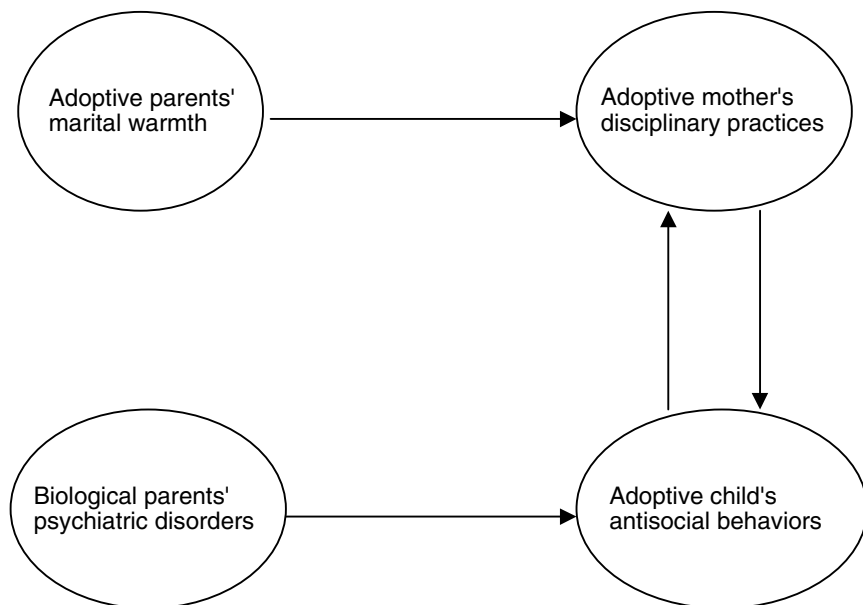 Adoptive parents'
marital warmth
Adoptive mother's
disciplinary practices
Biological parents'
psychiatric disorders
Adoptive child's
antisocial behaviors